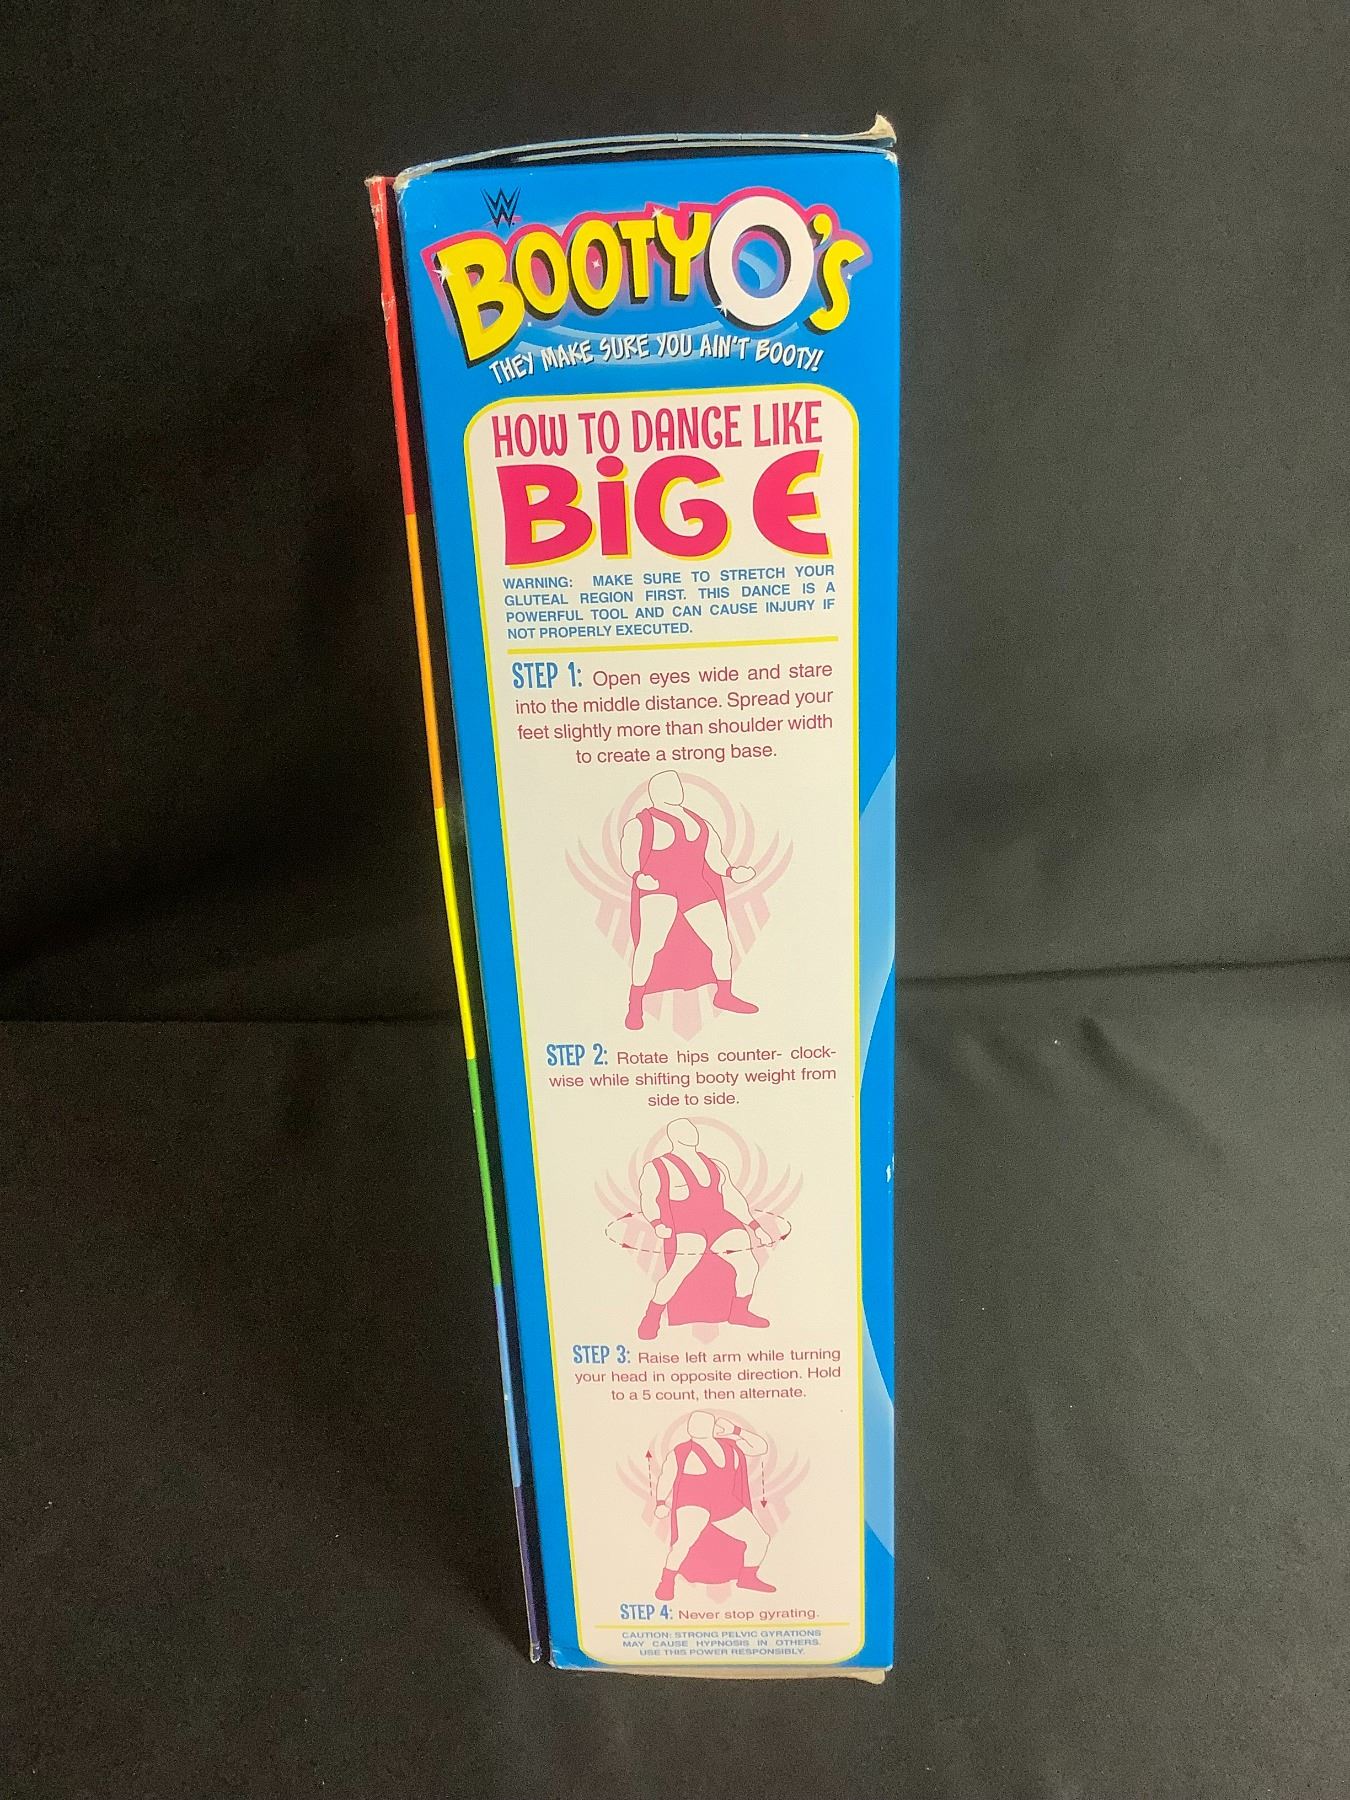 W
BOOTYO'S
THEY MAKE SURE YOU AIN'T BOOTY!
HOW TO DANCE LIKE
BiG E
WARNING: MAKE SURE TO STRETCH YOUR
GLUTEAL REGION FIRST. THIS DANCE IS A
POWERFUL TOOL AND CAN CAUSE INJURY IF
NOT PROPERLY EXECUTED.
STEP 1: Open eyes wide and stare
into the middle distance. Spread your
feet slightly more than shoulder width
to create a strong base.
STEP 2: Rotate hips counter- clock-
wise while shifting booty weight from
side to side.
STEP 3: Raise left arm while turning
your head in opposite direction. Hold
to a 5 count, then alternate.
STEP 4: Never stop gyrating.
CAUTION: STRONG PELVIC GYRATIONS
MAY CAUSE HYPNOSIS IN OTHERS.
USE THIS POWER RESPONSIBLY.